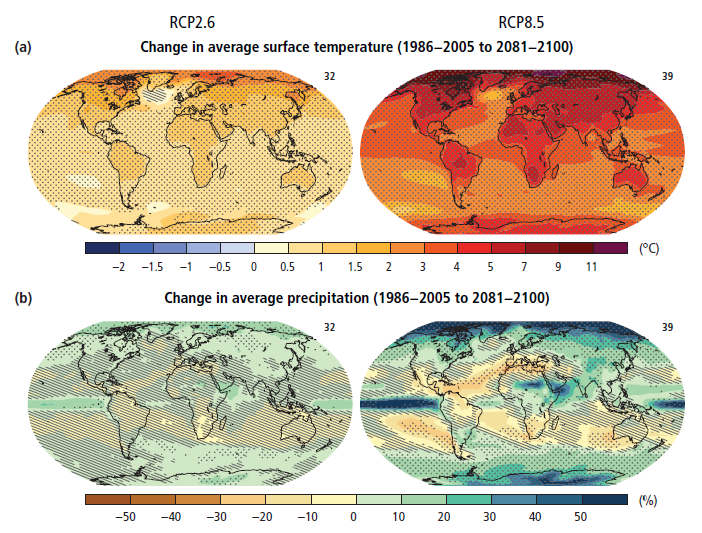 RCP2.6 RCP8.5
(a) Change in average surface temperature (1986−2005 to 2081−2100)
32 39
(°C)
−2 −1.5 −1 −0.5 0 0.5 1 1.5 2 3 4 5 7 9 11
(b) Change in average precipitation (1986−2005 to 2081−2100)
32 39
(%)
−50 −40 −30 −20 −10 0 10 20 30 40 50